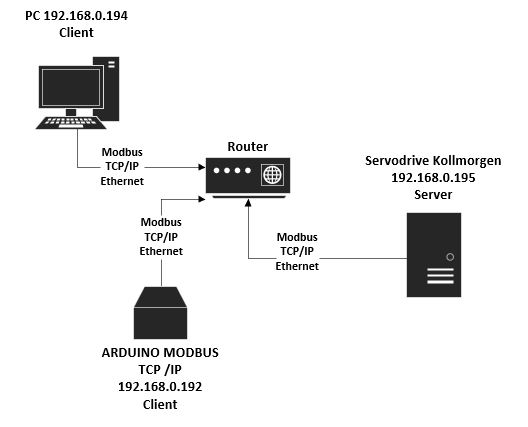 PC 192.168.0.194
Client
Modbus
TCP/IP
Ethernet
Router
Servodrive Kollmorgen
192.168.0.195
Server
Modbus
TCP/IP
Ethernet
Modbus
TCP/IP
Ethernet
ARDUINO MODBUS
TCP /IP
192.168.0.192
Client